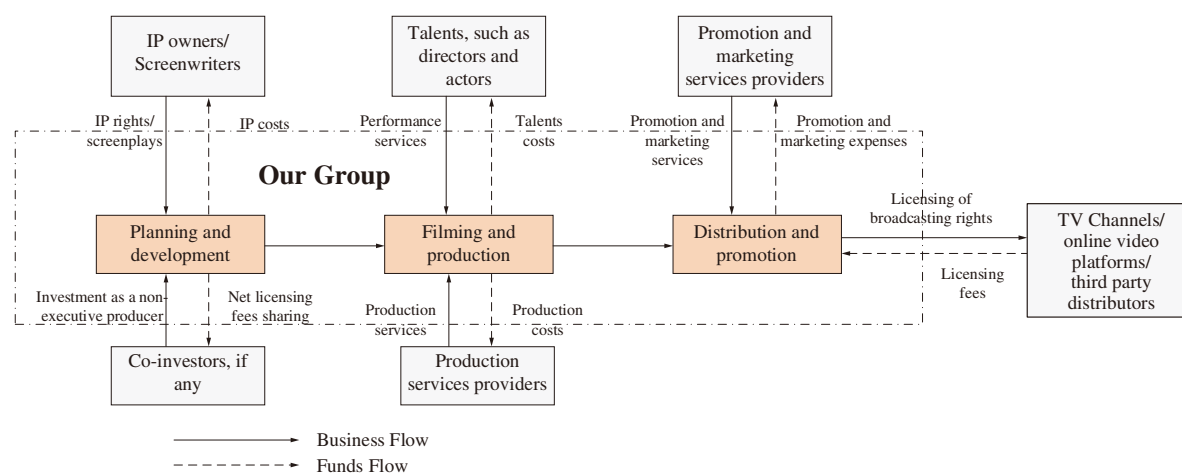 IP owners/
Screenwriters
Talents, such as
directors and
actors
Promotion and
marketing
services providers
IP rights/
screenplays
IP costs
Performance
services
Talents
costs
Promotion and
marketing
services
Promotion and
marketing expenses
Our Group
Planning and
development
Filming and
production
Distribution and
promotion
Licensing of
broadcasting rights
Licensing
fees
TV Channels/
online video
platforms/
third party
distributors
Investment as a non-
executive producer
Net licensing
fees sharing
Production
services
Production
costs
Co-investors, if
any
Production
services providers
Business Flow
Funds Flow